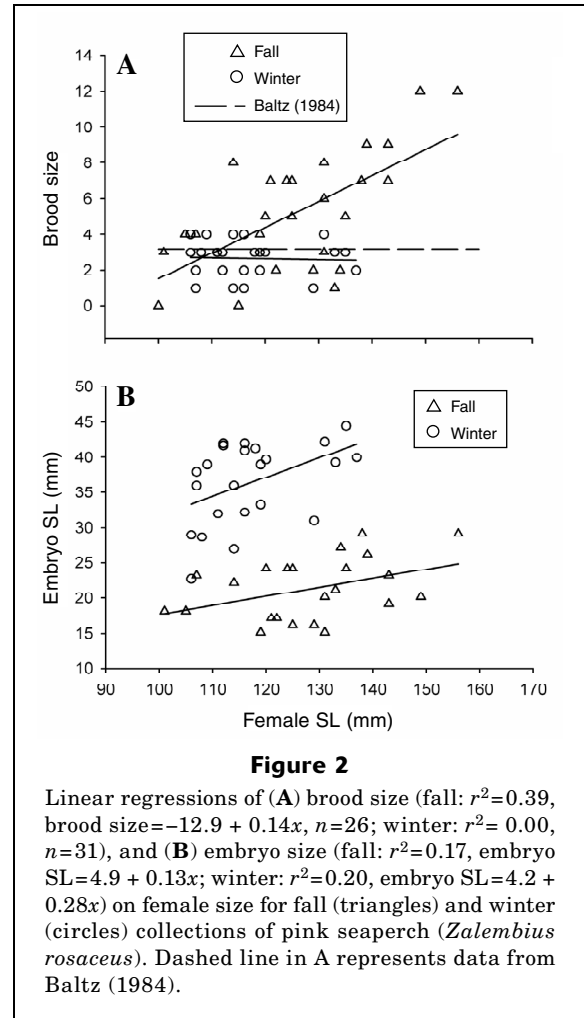 A
Fall
Winter
Baltz (1984)
14
12
10
8
6
4
2
0
Brood size
B
Fall
Winter
50
45
40
35
30
25
20
15
10
Embryo SL (mm)
90 100 110 120 130 140 150 160 170
Female SL (mm)
Figure 2
Linear regressions of (A) brood size (fall: r²=0.39,
brood size=−12.9 + 0.14x, n=26; winter: r²= 0.00,
n=31), and (B) embryo size (fall: r²=0.17, embryo
SL=4.9 + 0.13x; winter: r²=0.20, embryo SL=4.2 +
0.28x) on female size for fall (triangles) and winter
(circles) collections of pink seaperch (Zalembius
rosaceus). Dashed line in A represents data from
Baltz (1984).